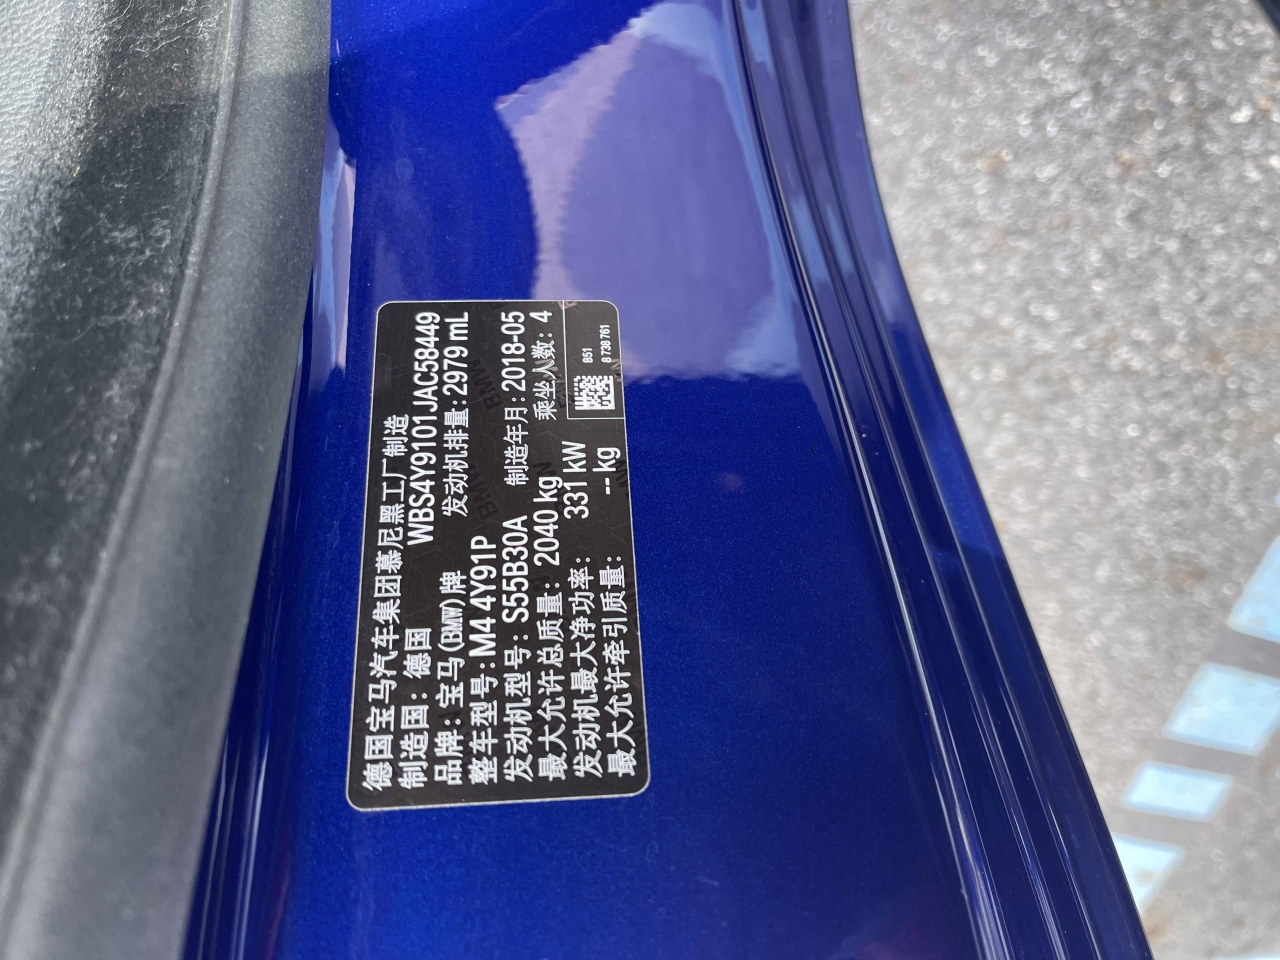 德国宝马汽车集团慕尼黑工厂制造
制造国：德国 WBS4Y9101JAC58449
品牌：宝马(BMW)牌 发动机排量：2979 mL
整车型号：M4 4Y91P
发动机型号：S55B30A 制造年月：2018-05
最大允许总质量：2040 kg 乘坐人数：4
发动机最大净功率：331 kW
最大允许牵引质量：-- kg
B51
8 738 761